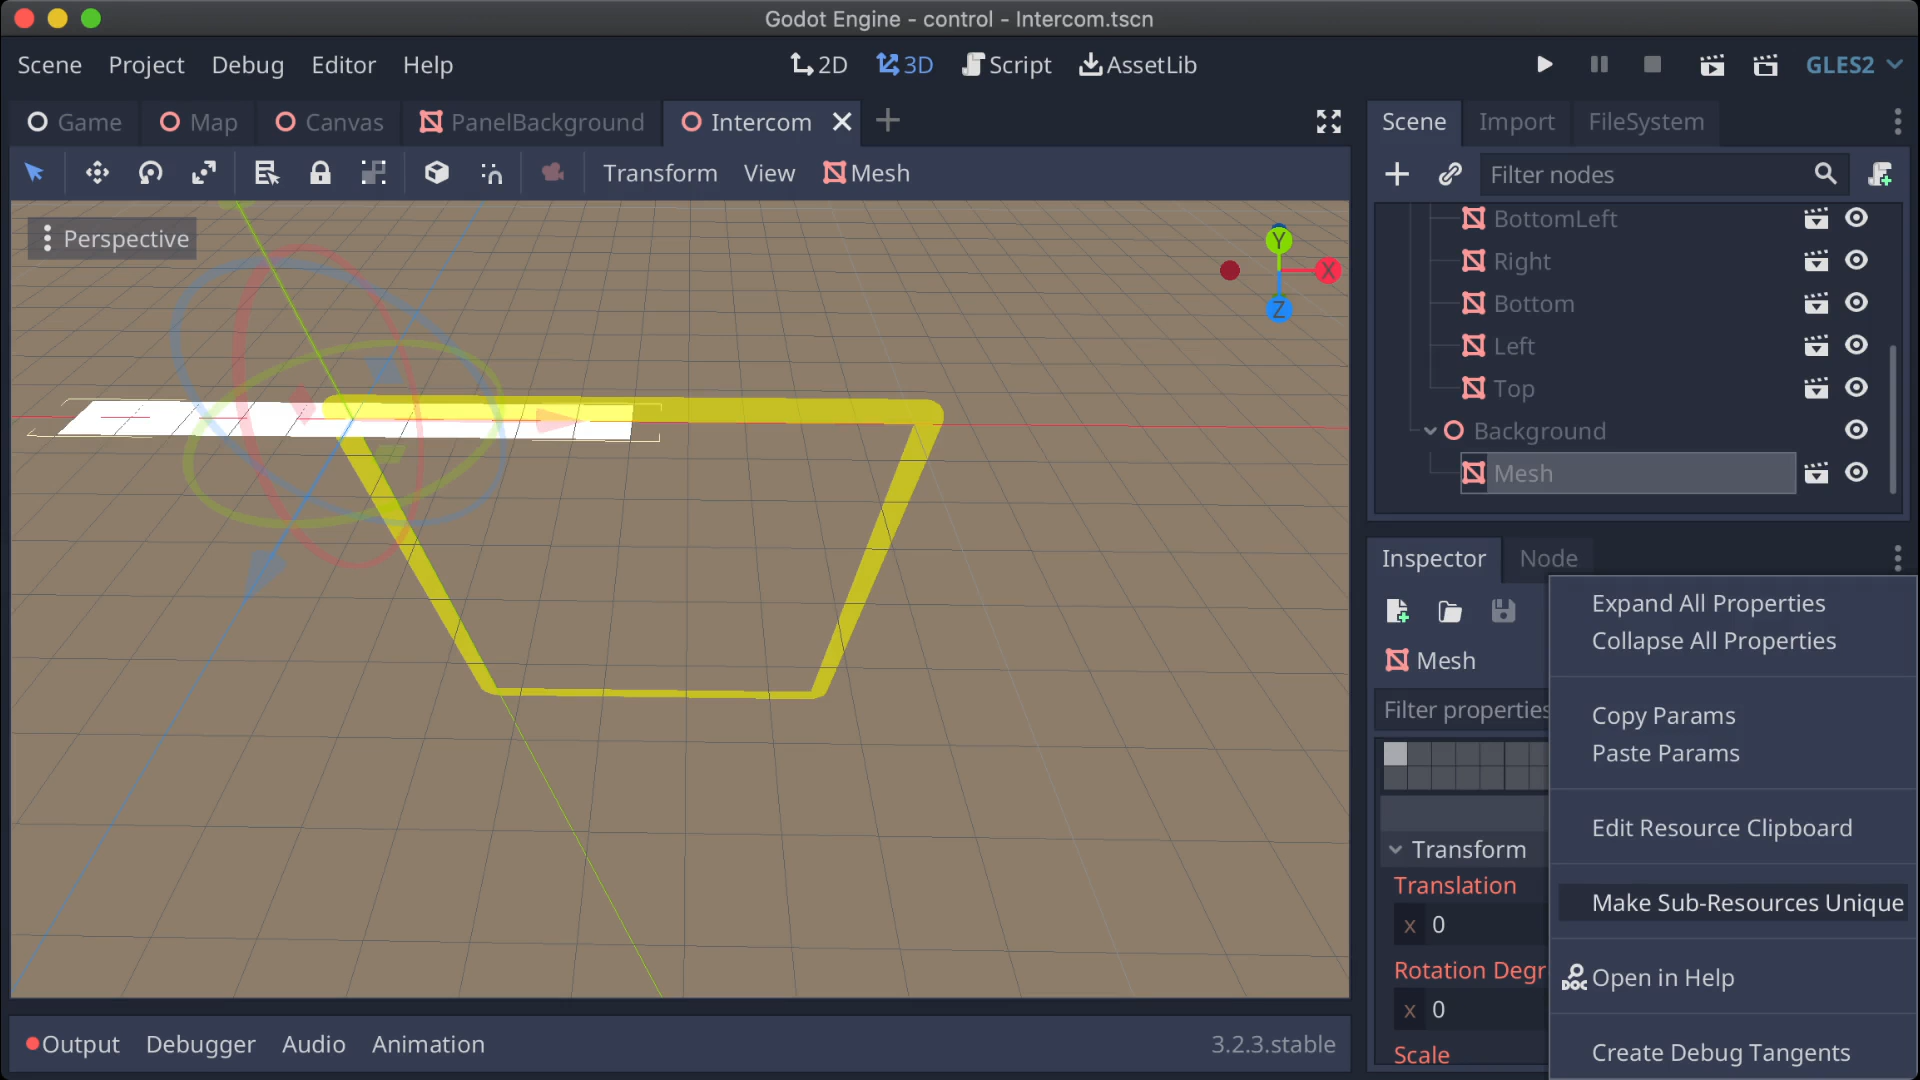 Godot Engine - control - Intercom.tscn
Scene Project Debug Editor Help
2D 3D Script AssetLib
GLES2
Game Map Canvas PanelBackground Intercom
Transform View Mesh
Perspective
Y
X
Z
Scene Import FileSystem
Filter nodes
BottomLeft
Right
Bottom
Left
Top
Background
Mesh
Inspector Node
Mesh
Filter properties
Transform
Translation
x 0
Rotation Degr
x 0
Scale
Expand All Properties
Collapse All Properties
Copy Params
Paste Params
Edit Resource Clipboard
Make Sub-Resources Unique
DOC Open in Help
Create Debug Tangents
Output Debugger Audio Animation
3.2.3.stable